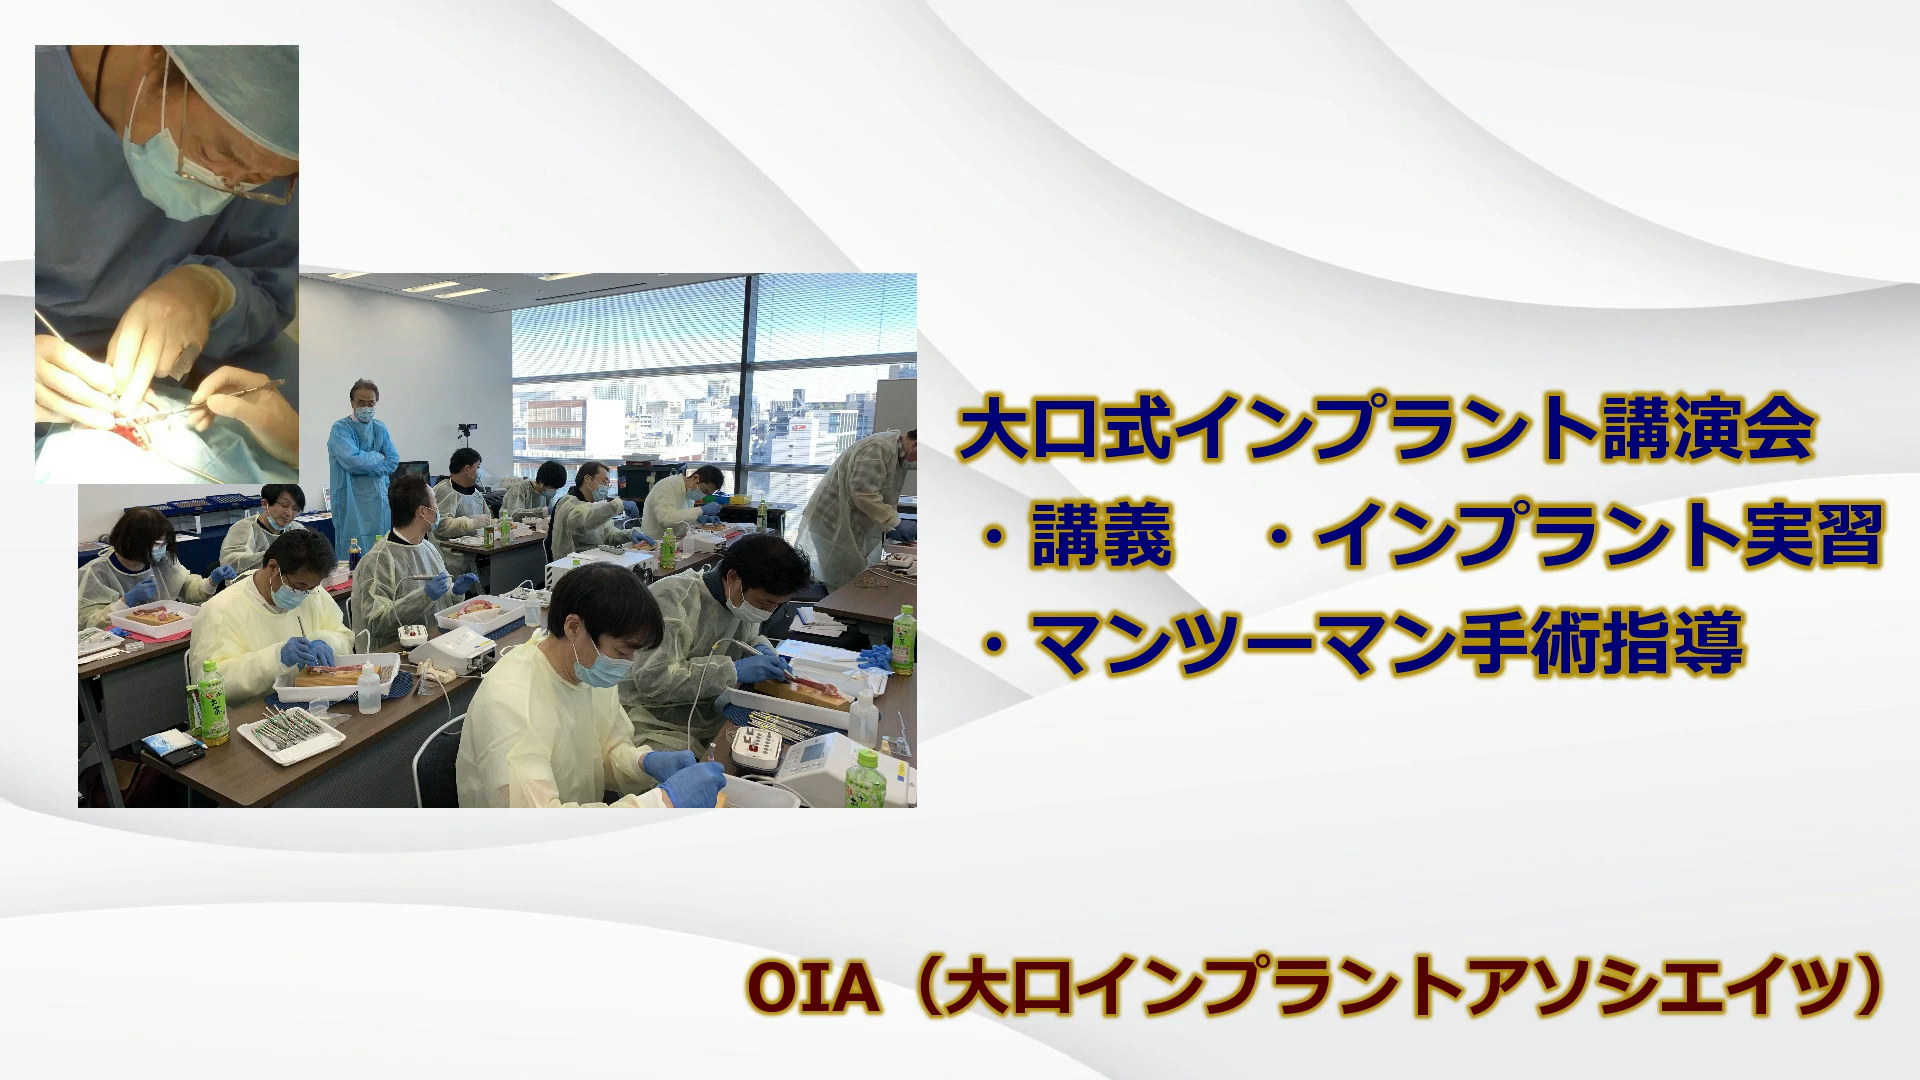 大口式インプラント講演会
・講義　・インプラント実習
・マンツーマン手術指導
OIA（大口インプラントアソシエイツ）